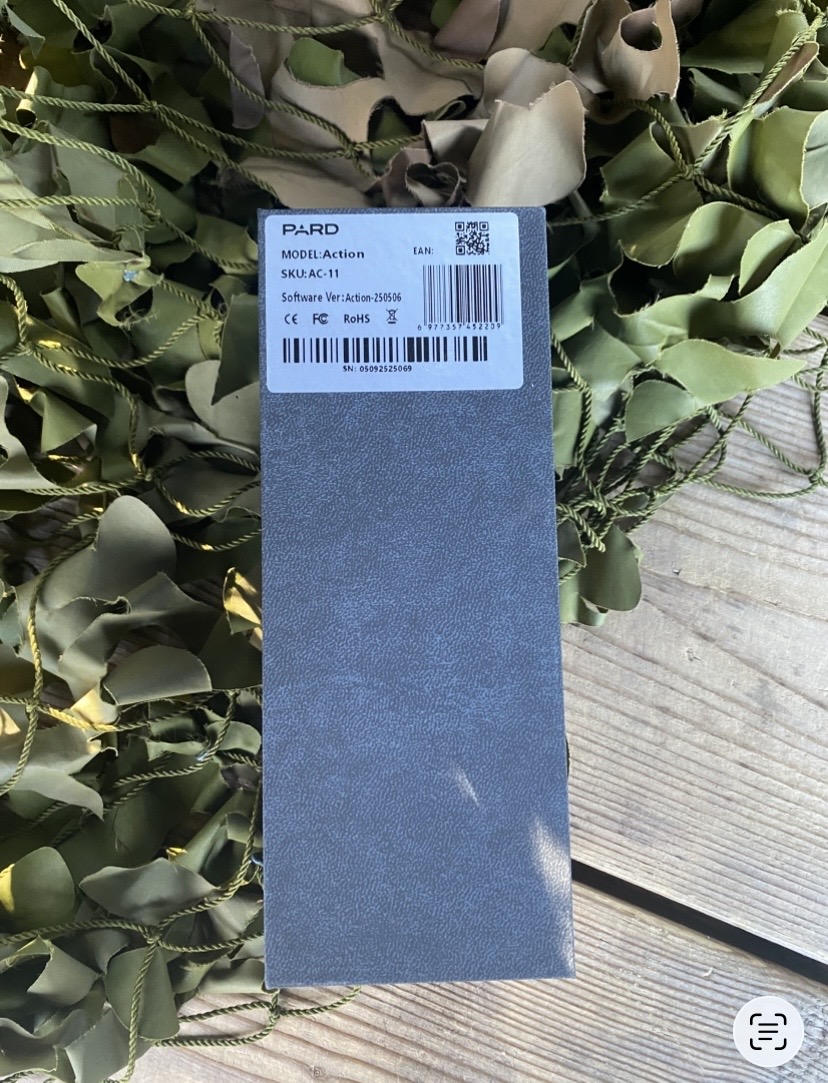 PARD
MODEL:Action
EAN:
SKU:AC-11
Software Ver:Action-250506
CE FC RoHS
6 977357 452209
SN: 05092525069